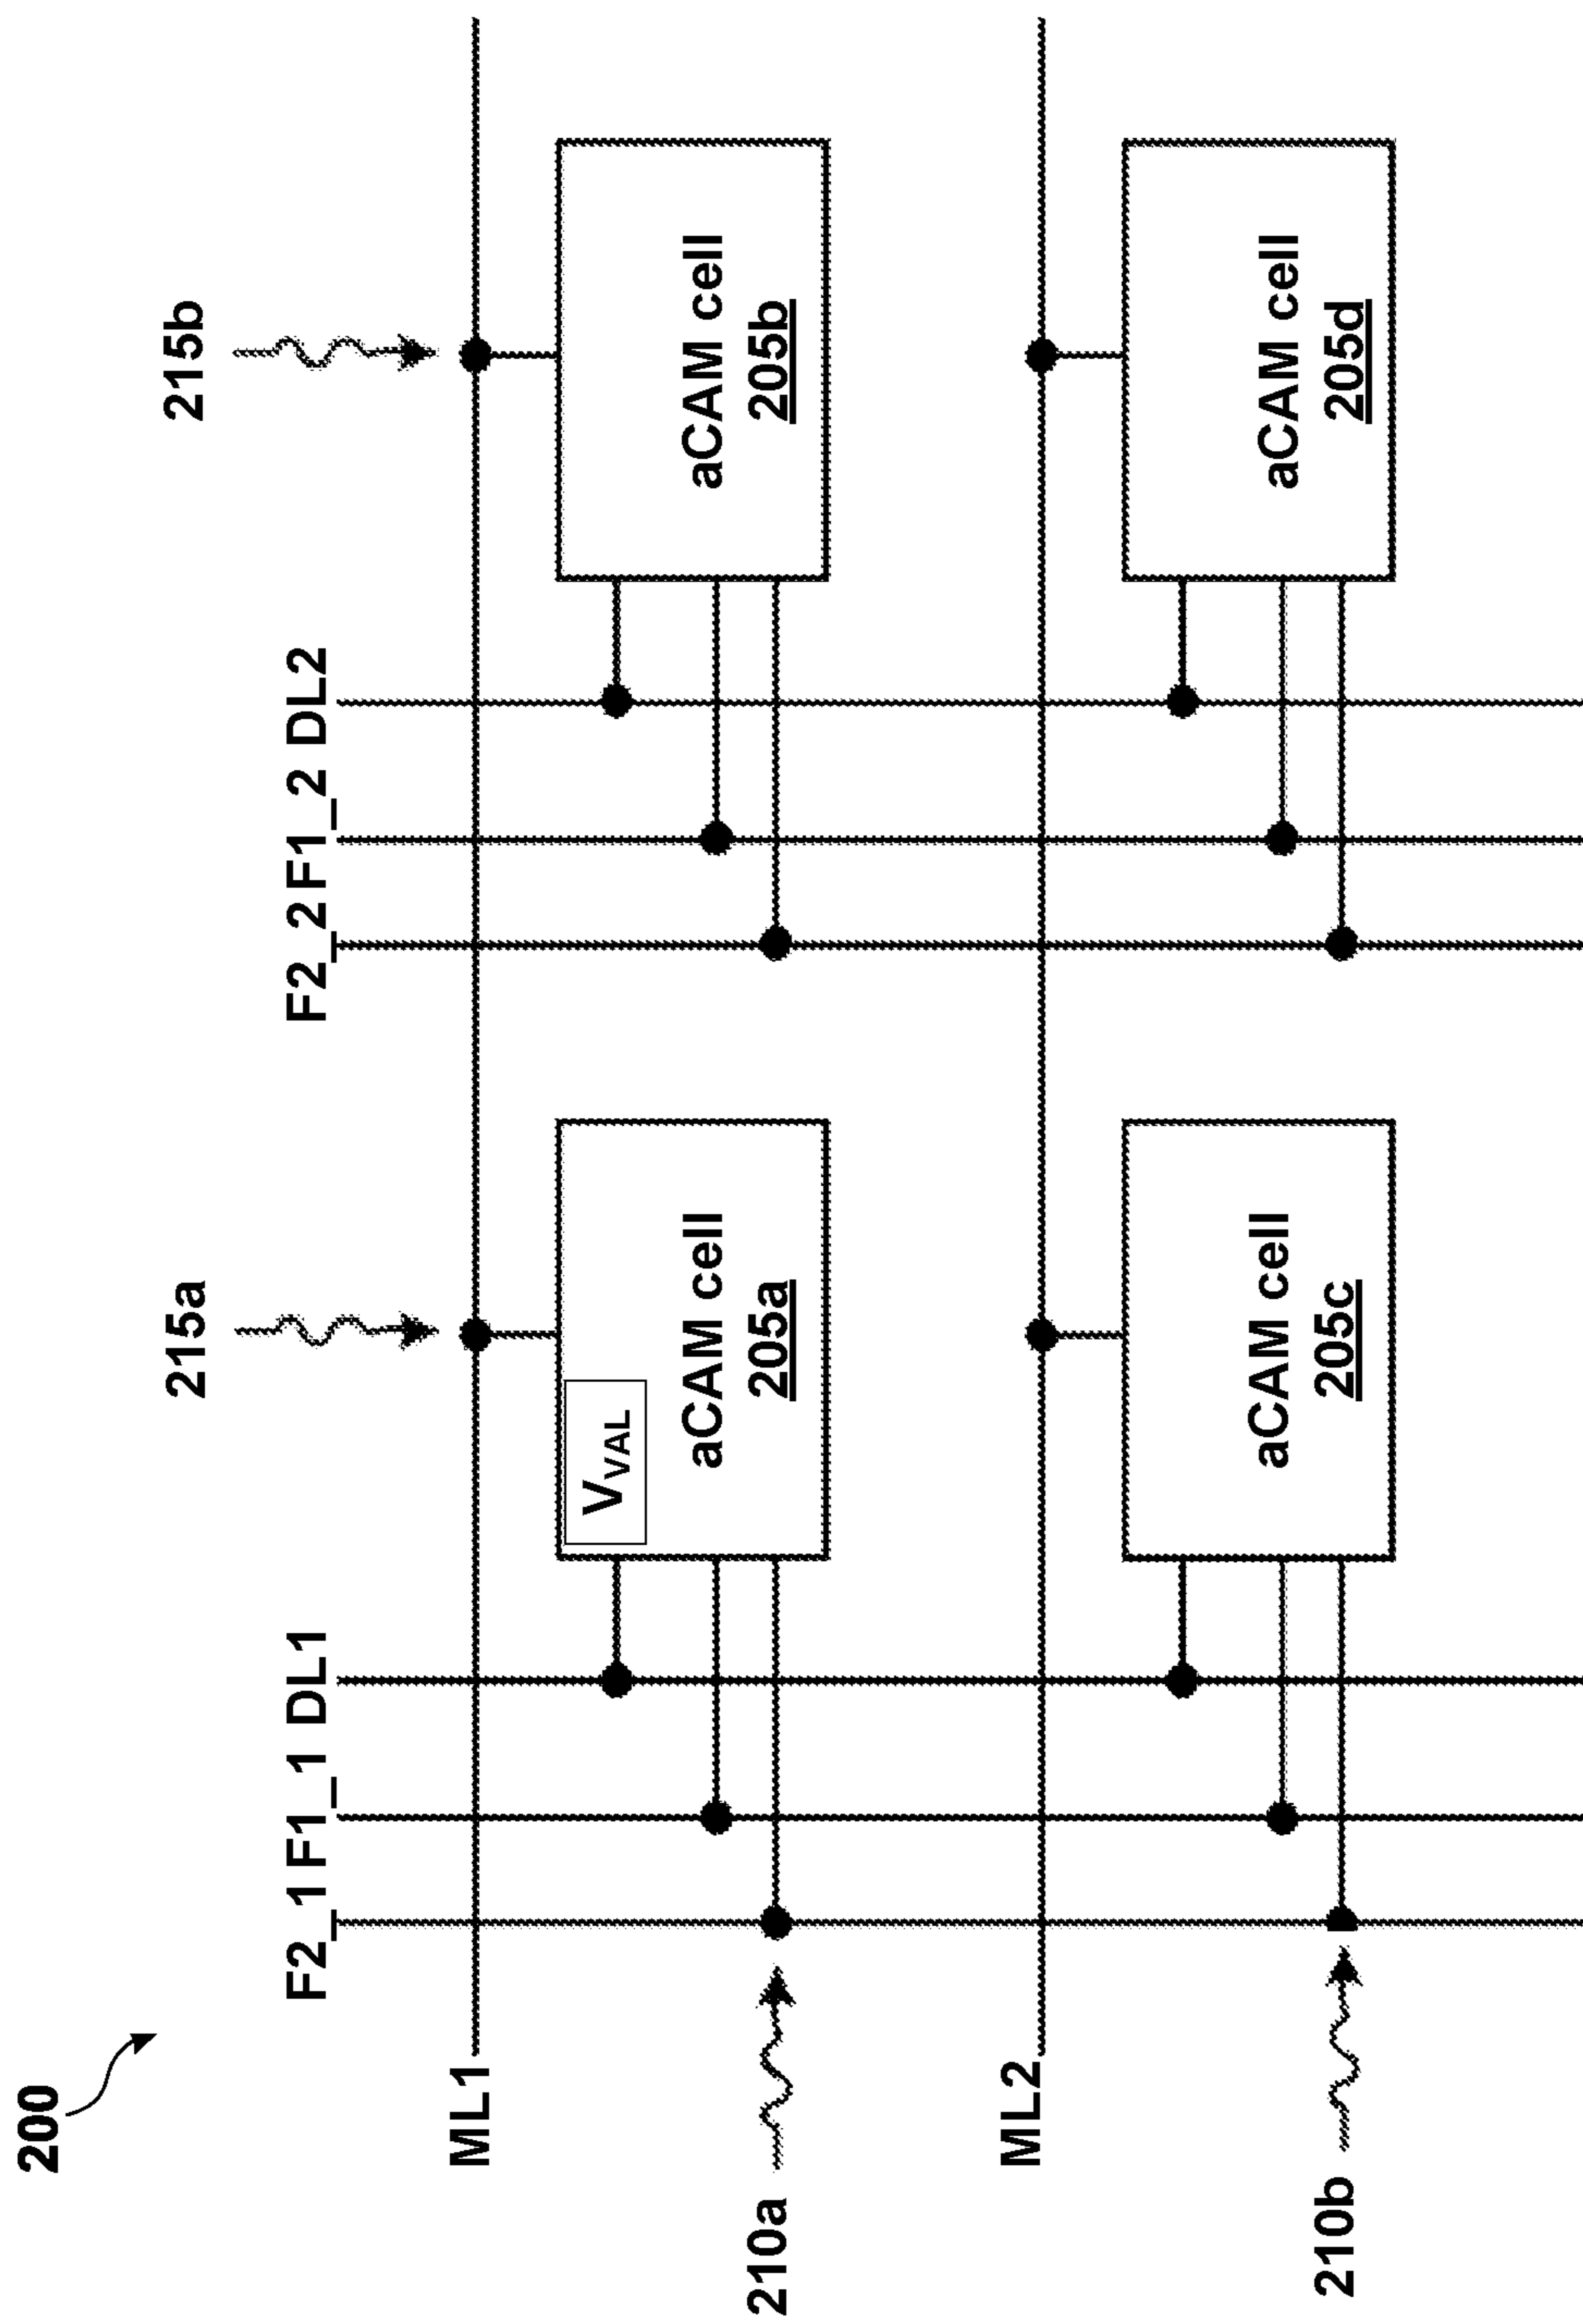 200
215a
215b
F2_1 F1_1 DL1
F2_2 F1_2 DL2
ML1
VVAL
aCAM cell
205a
aCAM cell
205b
210a
ML2
aCAM cell
205c
aCAM cell
205d
210b